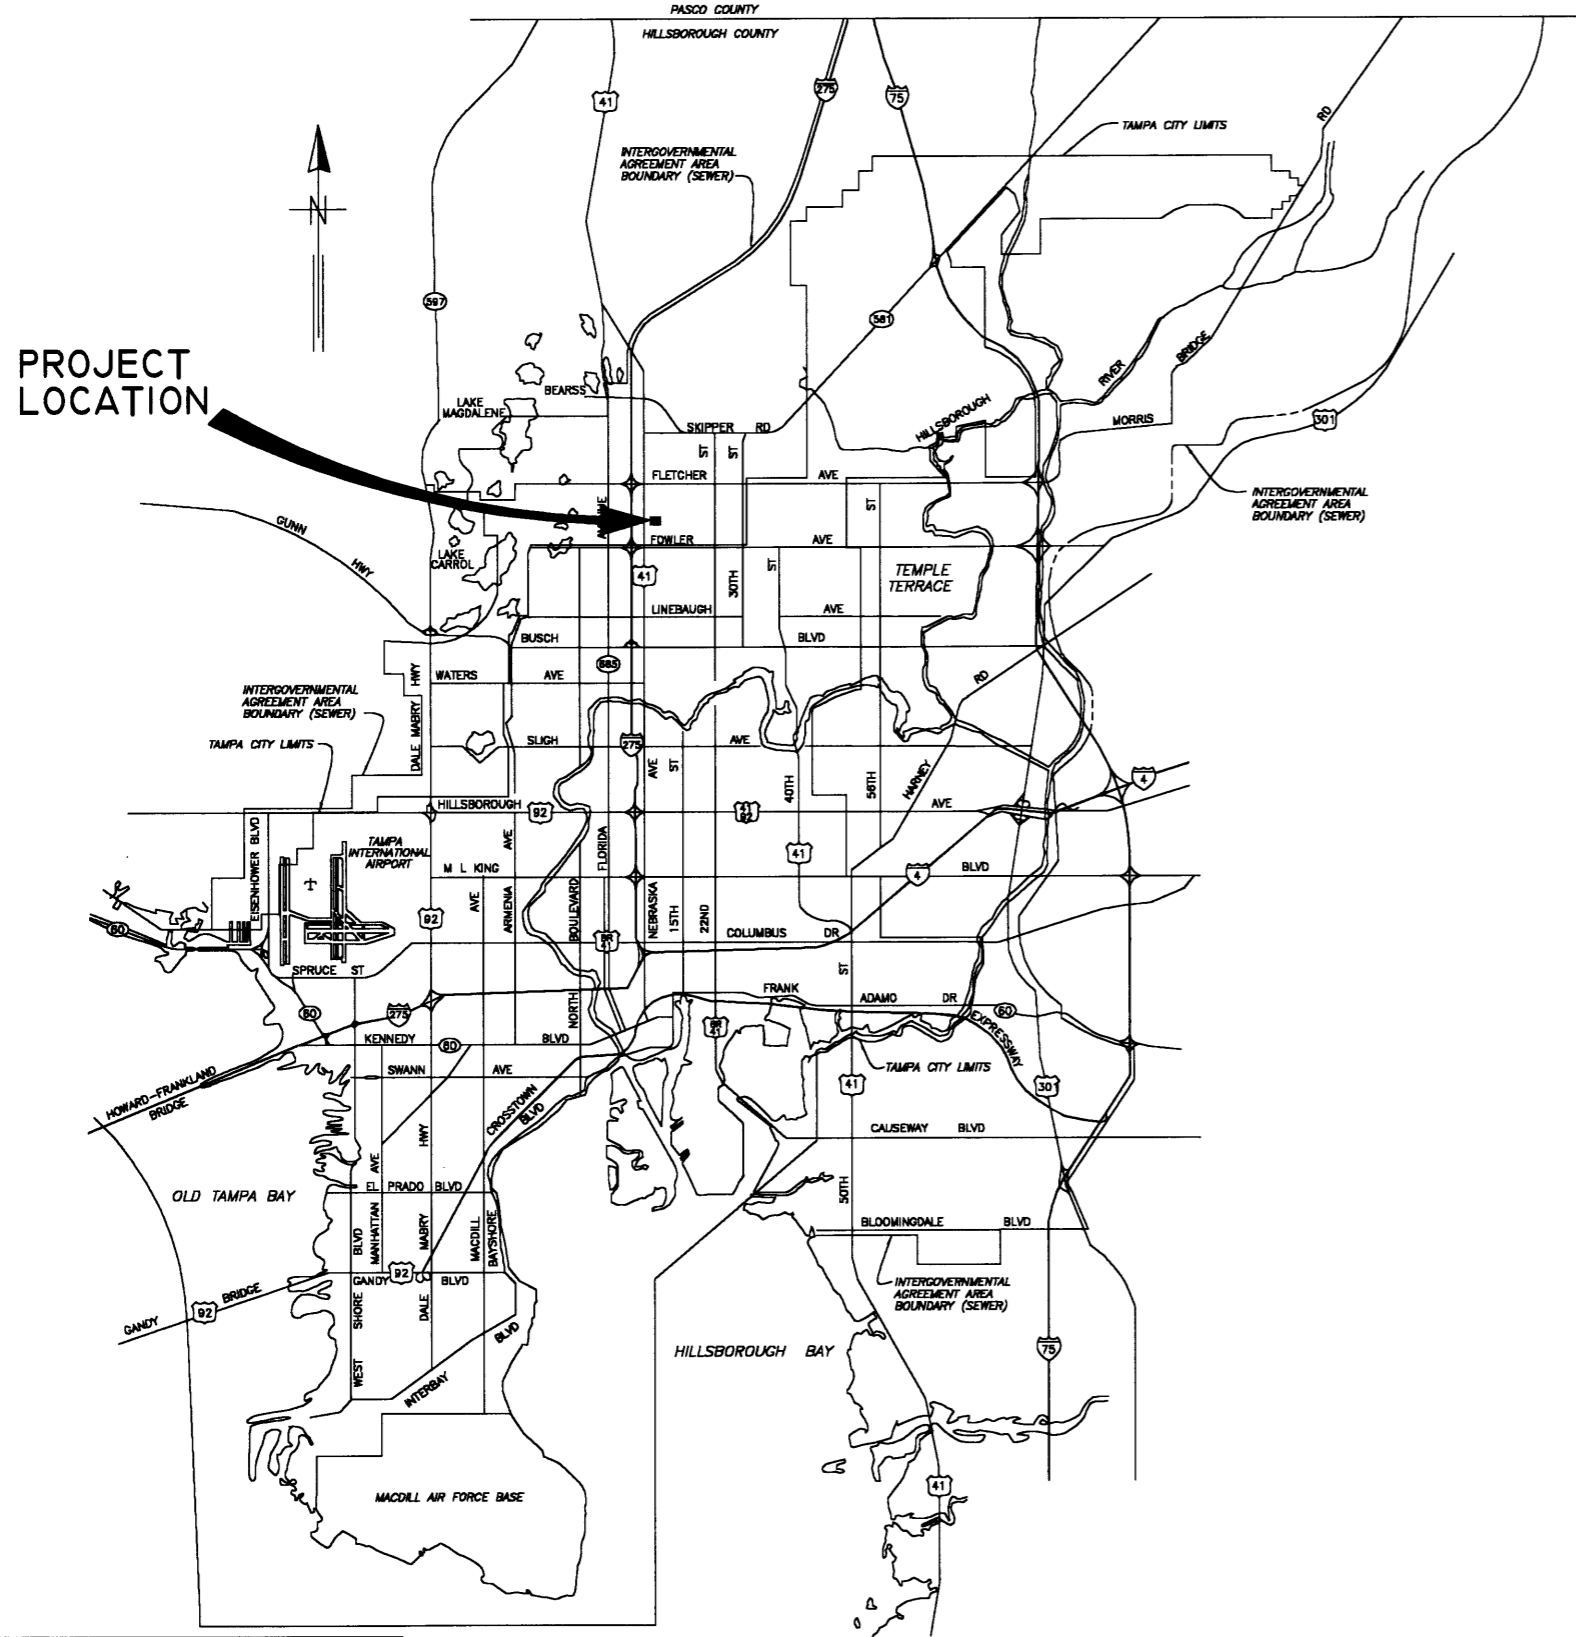 PASCO COUNTY
HILLSBOROUGH COUNTY
41
275
75
TAMPA CITY LIMITS
RD
INTERGOVERNMENTAL
AGREEMENT AREA
BOUNDARY (SEWER)
N
597
581
PROJECT
LOCATION
BRIDGE
RIVER
BEARSS
LAKE
MAGDALENE
HILLSBOROUGH
MORRIS
301
SKIPPER RD
ST
ST
FLETCHER AVE
INTERGOVERNMENTAL
AGREEMENT AREA
BOUNDARY (SEWER)
ST
GUNN
HWY
FOWLER AVE
LAKE
CARROL
41
30TH
ST
TEMPLE
TERRACE
LINEBAUGH AVE
BUSCH BLVD
685
WATERS AVE
HWY
RD
INTERGOVERNMENTAL
AGREEMENT AREA
BOUNDARY (SEWER)
TAMPA CITY LIMITS
DALE MABRY
SLIGH AVE
275
AVE
ST
40TH
56TH
HARNEY
4
HILLSBOROUGH AVE
92
41
92
EISENHOWER BLVD
TAMPA
INTERNATIONAL
AIRPORT
AVE
FLORIDA
41
M L KING BLVD
4
AVE
ARMENIA
BOULEVARD
NEBRASKA
15TH
22ND
92
60
BR
41
COLUMBUS DR
SPRUCE ST
ST
FRANK
ADAMO DR
60
60
275
NORTH
BR
41
EXPRESSWAY
KENNEDY BLVD
60
TAMPA CITY LIMITS
SWANN AVE
HOWARD-FRANKLAND
BRIDGE
CROSSTOWN
BLVD
41
301
CAUSEWAY BLVD
HWY
AVE
EL PRADO BLVD
OLD TAMPA BAY
50TH
MANHATTAN
BLVD
MABRY
MACDILL
BAYSHORE
BLOOMINGDALE BLVD
GANDY BLVD
92
INTERGOVERNMENTAL
AGREEMENT AREA
BOUNDARY (SEWER)
GANDY
92
BRIDGE
SHORE
DALE
BLVD
WEST
INTERBAY
HILLSBOROUGH BAY
75
41
MACDILL AIR FORCE BASE